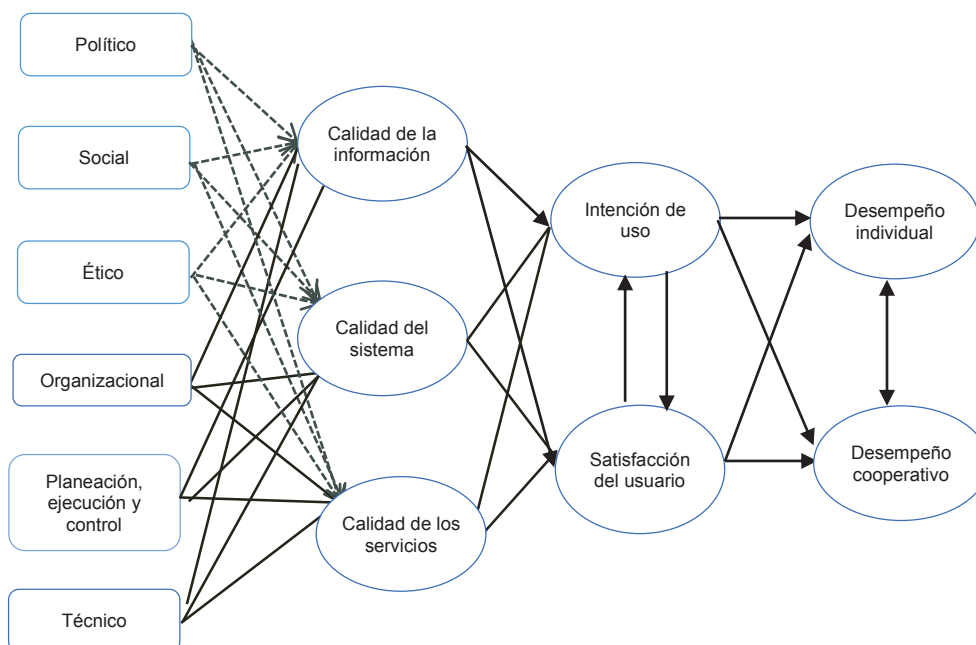 Político
Social
Ético
Organizacional
Planeación,
ejecución y
control
Técnico
Calidad de la
información
Calidad del
sistema
Calidad de los
servicios
Intención de
uso
Satisfacción
del usuario
Desempeño
individual
Desempeño
cooperativo